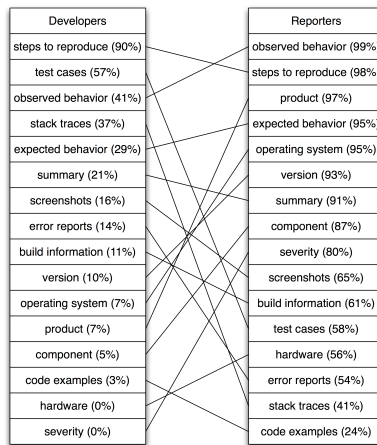 Developers
steps to reproduce (90%)
test cases (57%)
observed behavior (41%)
stack traces (37%)
expected behavior (29%)
summary (21%)
screenshots (16%)
error reports (14%)
build information (11%)
version (10%)
operating system (7%)
product (7%)
component (5%)
code examples (3%)
hardware (0%)
severity (0%)
Reporters
observed behavior (99%)
steps to reproduce (98%)
product (97%)
expected behavior (95%)
operating system (95%)
version (93%)
summary (91%)
component (87%)
severity (80%)
screenshots (65%)
build information (61%)
test cases (58%)
hardware (56%)
error reports (54%)
stack traces (41%)
code examples (24%)